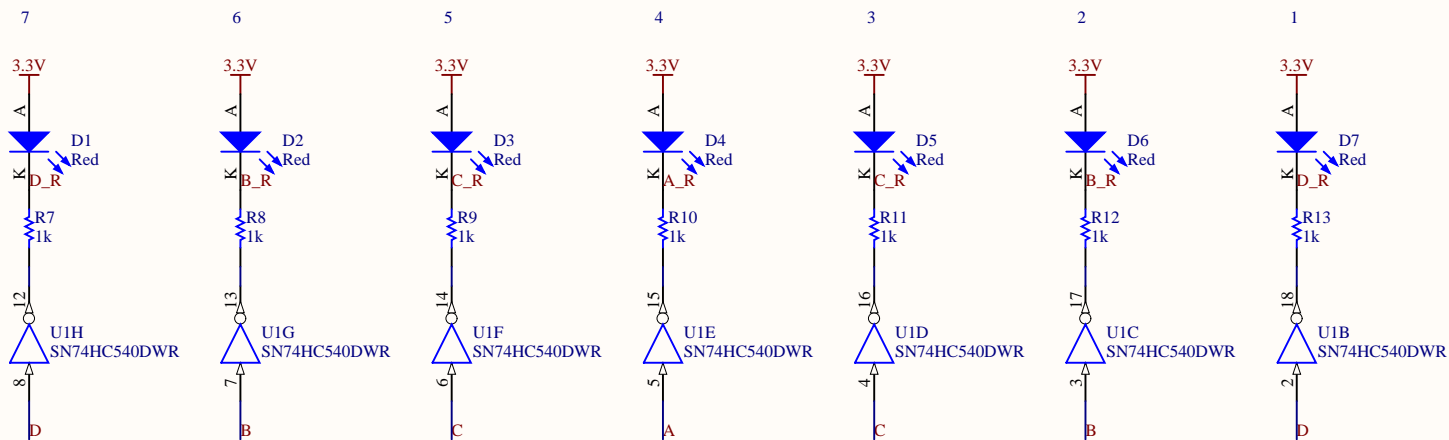 7 6 5 4 3 2 1
3.3V 3.3V 3.3V 3.3V 3.3V 3.3V 3.3V
A A A A A A A
D1 D2 D3 D4 D5 D6 D7
Red Red Red Red Red Red Red
K K K K K K K
D_R B_R C_R A_R C_R B_R D_R
R7 R8 R9 R10 R11 R12 R13
1k 1k 1k 1k 1k 1k 1k
12 13 14 15 16 17 18
U1H U1G U1F U1E U1D U1C U1B
SN74HC540DWR SN74HC540DWR SN74HC540DWR SN74HC540DWR SN74HC540DWR SN74HC540DWR SN74HC540DWR
8 7 6 5 4 3 2
D B C A C B D